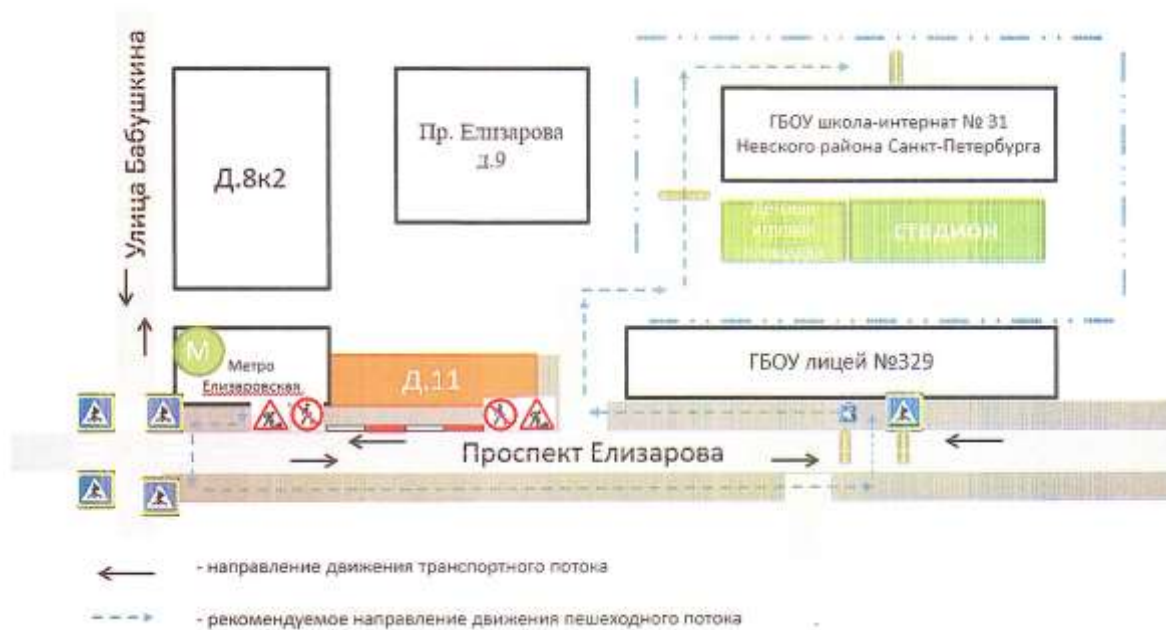 Улица Бабушкина
Д.8к2
Пр. Елизарова
д.9
ГБОУ школа-интернат № 31
Невского района Санкт-Петербурга
СТАДИОН
М
Метро
Елизаровская
Д.11
ГБОУ лицей №329
Проспект Елизарова
- направление движения транспортного потока
- рекомендуемое направление движения пешеходного потока